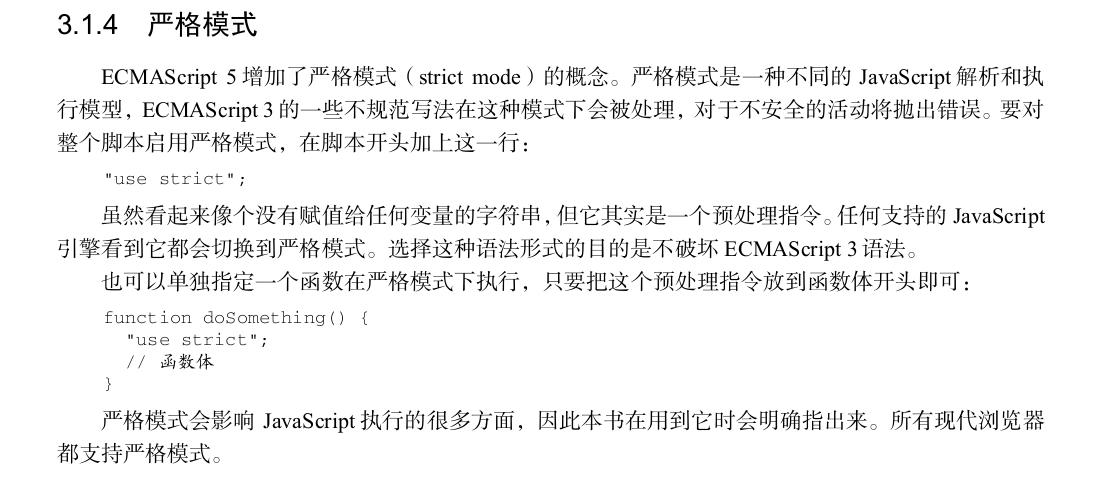 3.1.4 严格模式
ECMAScript 5 增加了严格模式（strict mode）的概念。严格模式是一种不同的 JavaScript 解析和执
行模型，ECMAScript 3 的一些不规范写法在这种模式下会被处理，对于不安全的活动将抛出错误。要对
整个脚本启用严格模式，在脚本开头加上这一行：
"use strict";
虽然看起来像个没有赋值给任何变量的字符串，但它其实是一个预处理指令。任何支持的 JavaScript
引擎看到它都会切换到严格模式。选择这种语法形式的目的是不破坏 ECMAScript 3 语法。
也可以单独指定一个函数在严格模式下执行，只要把这个预处理指令放到函数体开头即可：
function doSomething() {
"use strict";
// 函数体
}
严格模式会影响 JavaScript 执行的很多方面，因此本书在用到它时会明确指出来。所有现代浏览器
都支持严格模式。